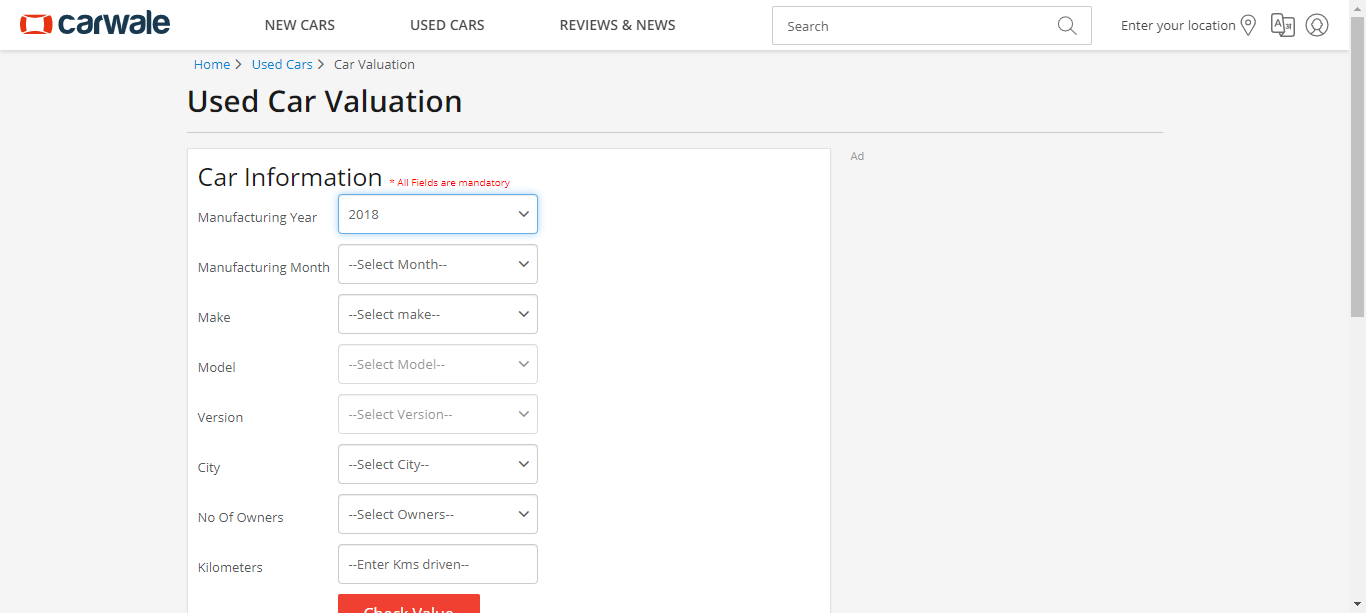 carwale NEW CARS USED CARS REVIEWS & NEWS Search Enter your location
Home > Used Cars > Car Valuation
Used Car Valuation
Ad
Car Information * All Fields are mandatory
Manufacturing Year 2018
Manufacturing Month --Select Month--
Make --Select make--
Model --Select Model--
Version --Select Version--
City --Select City--
No Of Owners --Select Owners--
Kilometers --Enter Kms driven--
Check Value